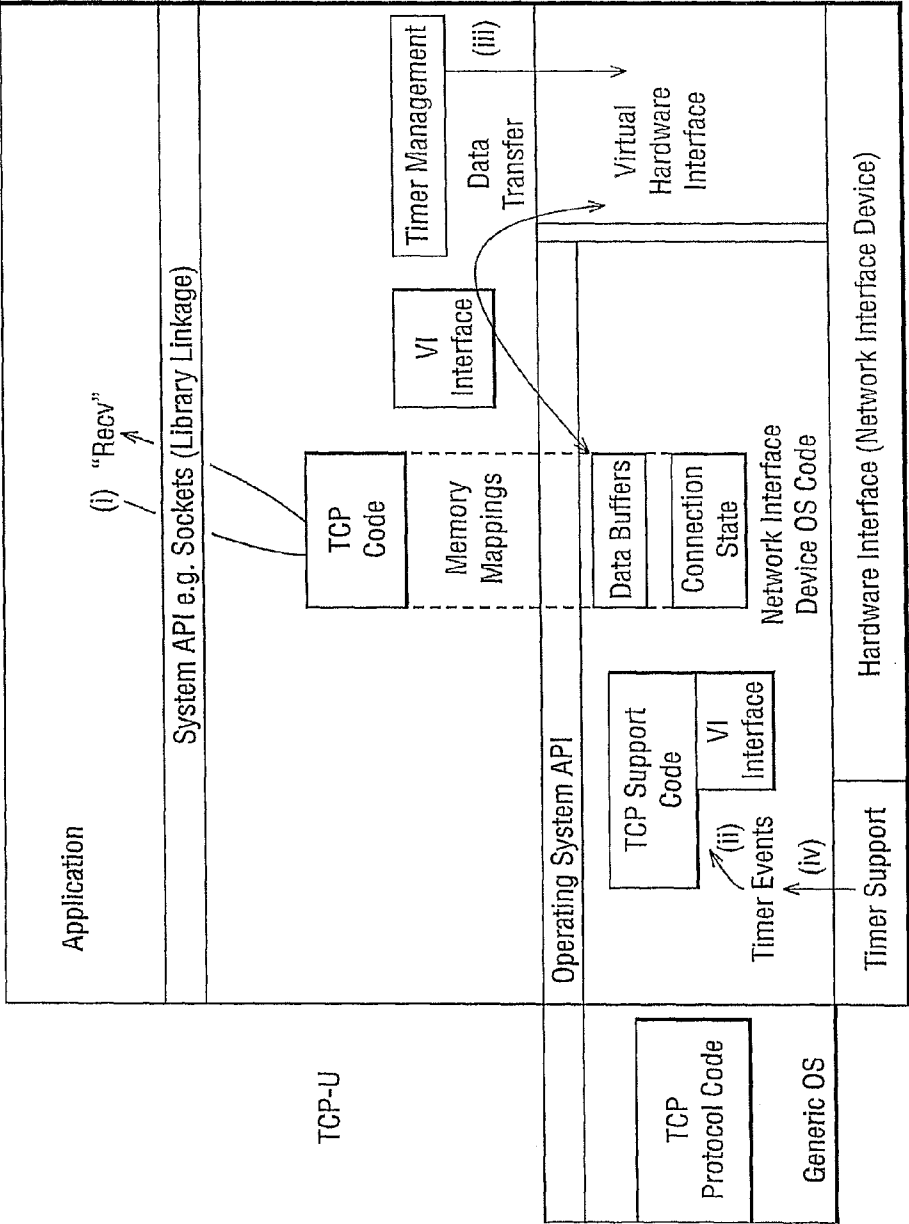 Application
(i) “Recv”
System API e.g. Sockets (Library Linkage)
TCP-U
TCP
Code
VI
Interface
Timer Management
(iii)
Memory
Mappings
Data
Transfer
Operating System API
TCP
Protocol Code
Generic OS
TCP Support
Code
VI
Interface
(ii)
Timer Events
(iv)
Data Buffers
Connection
State
Network Interface
Device OS Code
Virtual
Hardware
Interface
Timer Support
Hardware Interface (Network Interface Device)